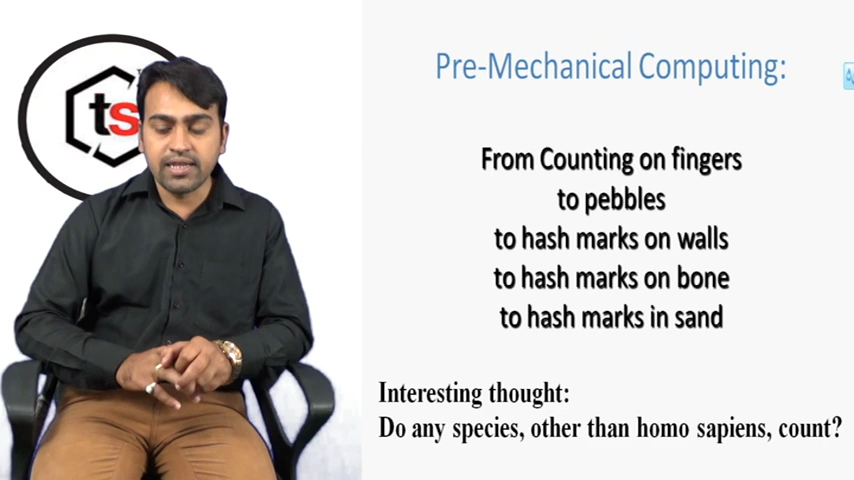 ts
Pre-Mechanical Computing:
From Counting on fingers
to pebbles
to hash marks on walls
to hash marks on bone
to hash marks in sand
Interesting thought:
Do any species, other than homo sapiens, count?